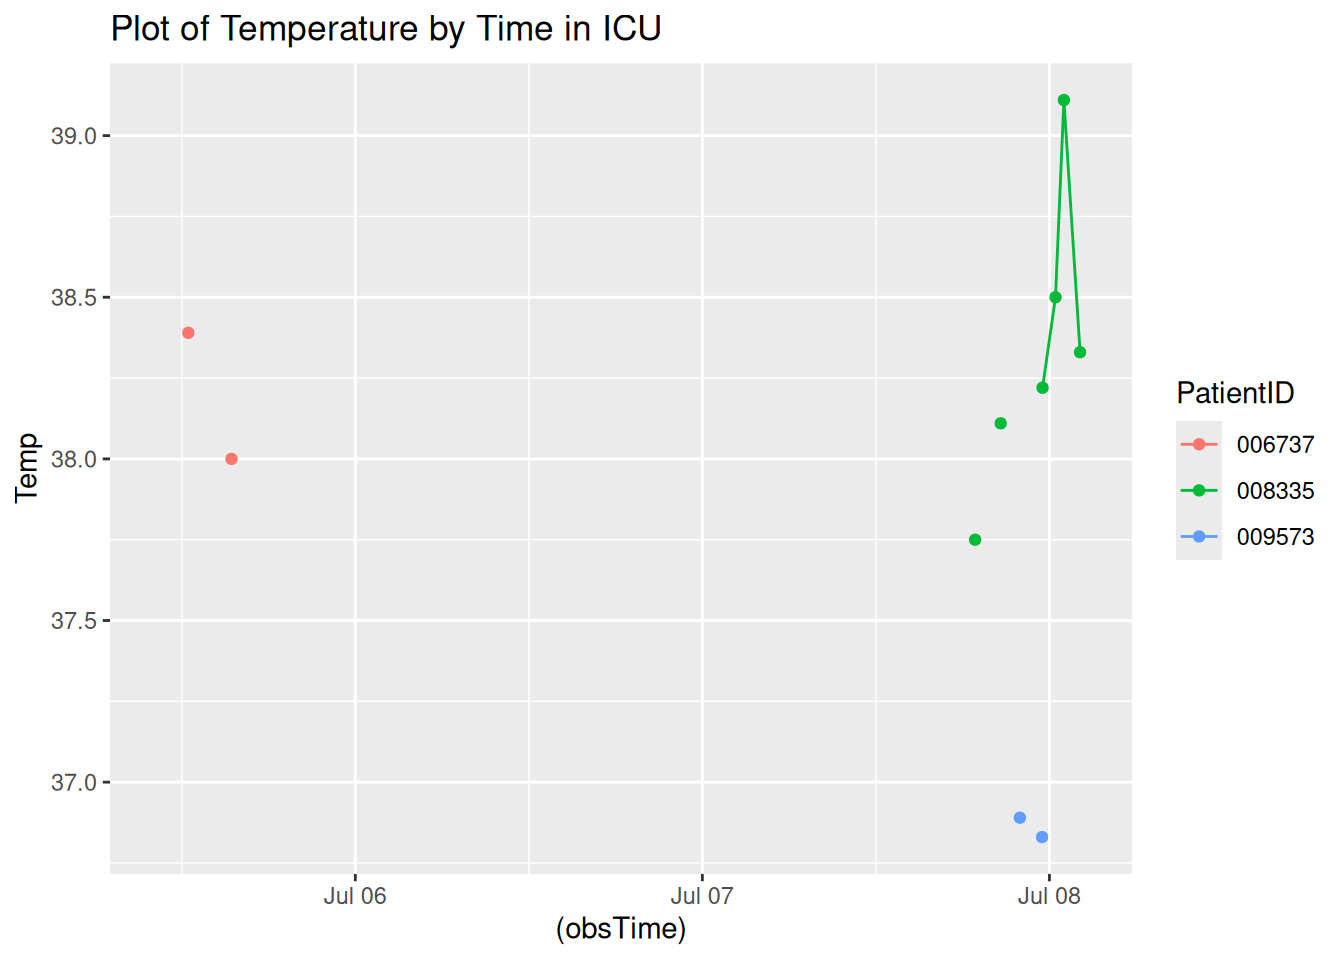 Plot of Temperature by Time in ICU
39.0
38.5
38.0
37.5
37.0
Temp
Jul 06
Jul 07
Jul 08
(obsTime)
PatientID
006737
008335
009573